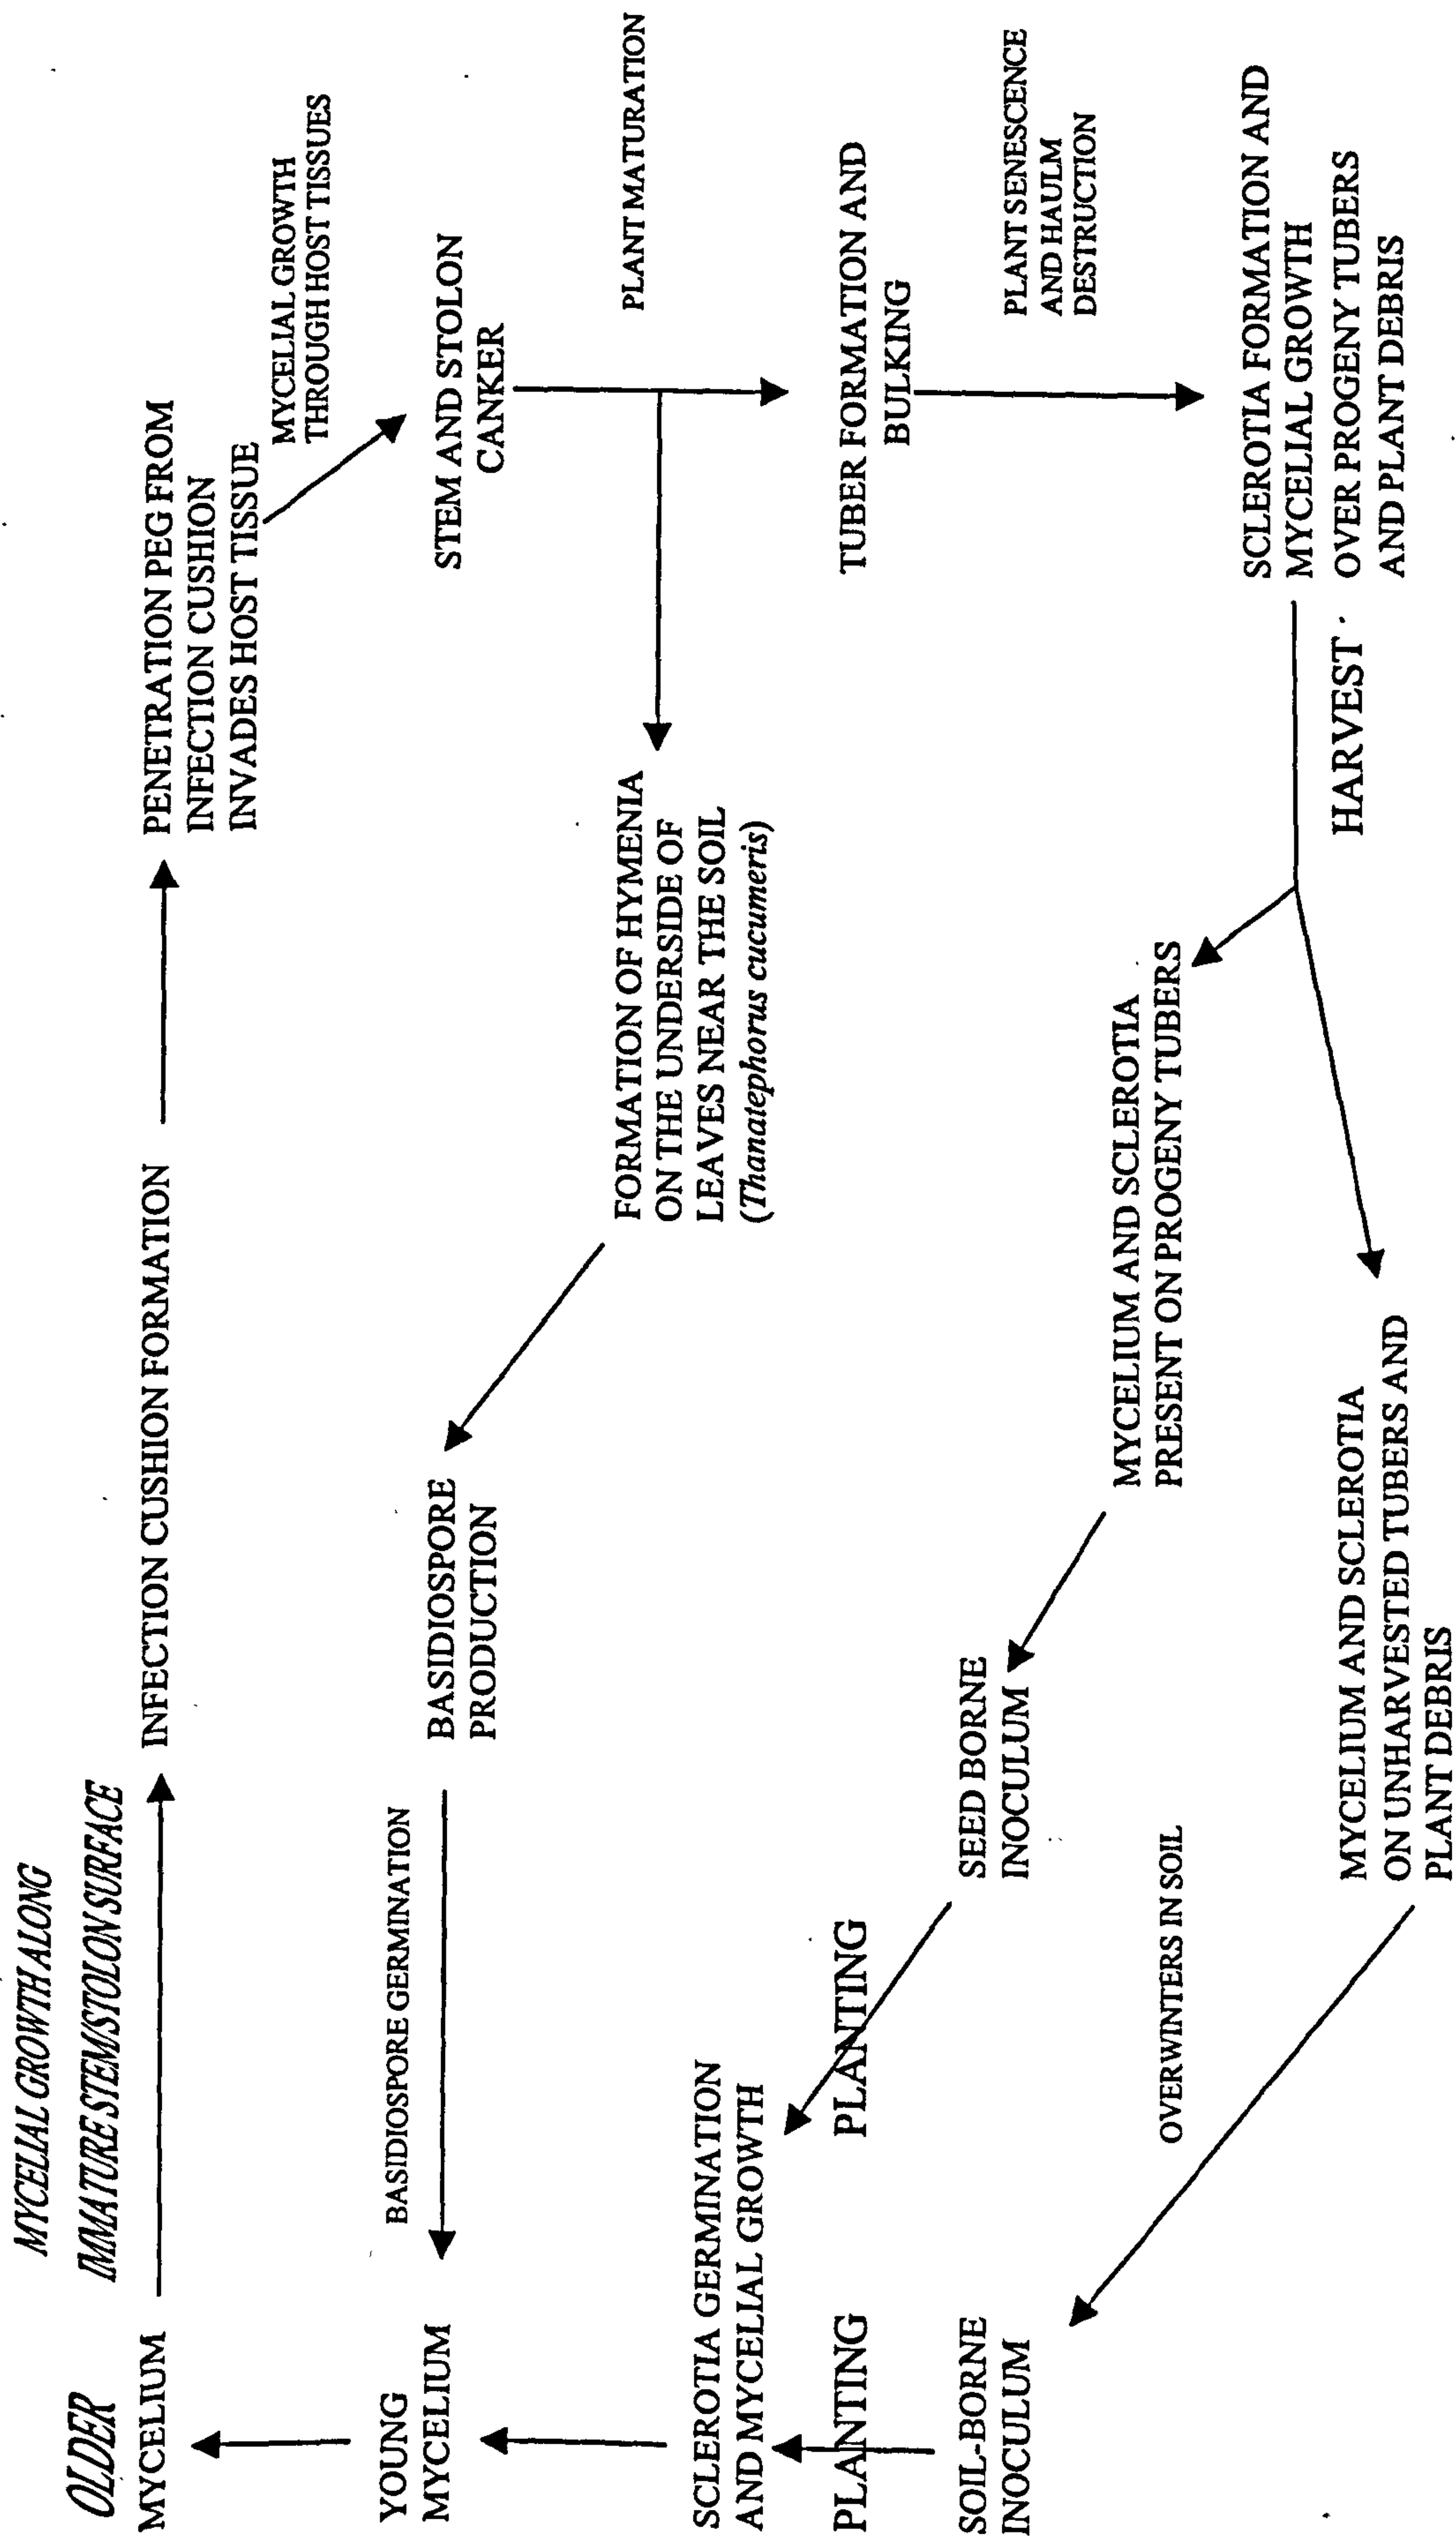 MYCELIAL GROWTH ALONG
IMMATURE STEM/STOLON SURFACE
OLDER
MYCELIUM
INFECTION CUSHION FORMATION
PENETRATION PEG FROM
INFECTION CUSHION
INVADES HOST TISSUE
MYCELIAL GROWTH
THROUGH HOST TISSUES
YOUNG
MYCELIUM
BASIDIOSPORE GERMINATION
BASIDIOSPORE
PRODUCTION
STEM AND STOLON
CANKER
FORMATION OF HYMENIA
ON THE UNDERSIDE OF
LEAVES NEAR THE SOIL
(Thanatephorus cucumeris)
PLANT MATURATION
SCLEROTIA GERMINATION
AND MYCELIAL GROWTH
PLANTING
PLANTING
TUBER FORMATION AND
BULKING
SOIL-BORNE
INOCULUM
SEED BORNE
INOCULUM
PLANT SENESCENCE
AND HAULM
DESTRUCTION
MYCELIUM AND SCLEROTIA
PRESENT ON PROGENY TUBERS
OVERWINTERS IN SOIL
SCLEROTIA FORMATION AND
MYCELIAL GROWTH
OVER PROGENY TUBERS
AND PLANT DEBRIS
HARVEST
MYCELIUM AND SCLEROTIA
ON UNHARVESTED TUBERS AND
PLANT DEBRIS